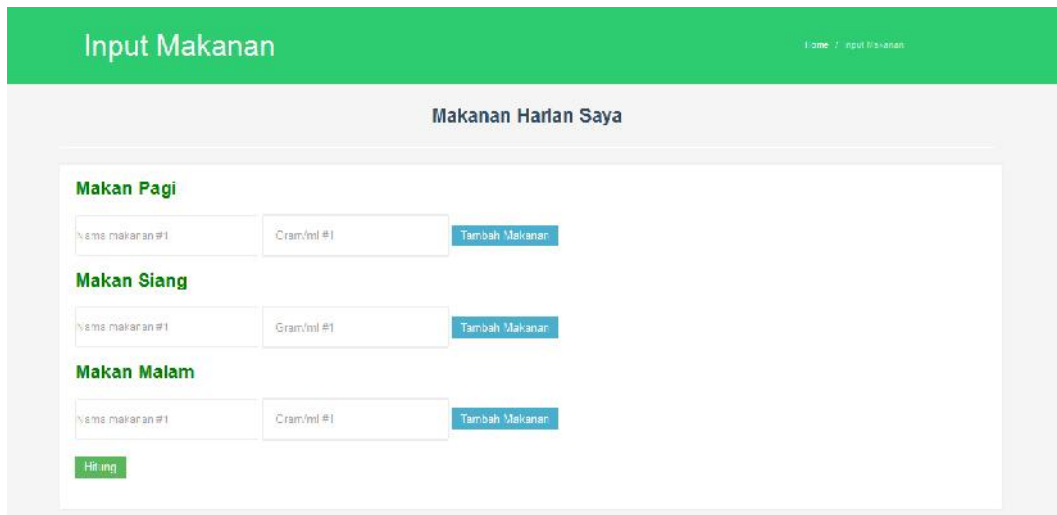 Input Makanan
Home / Input Makanan
Makanan Harian Saya
Makan Pagi
Nama makanan #1 Gram/ml #1 Tambah Makanan
Makan Siang
Nama makanan #1 Gram/ml #1 Tambah Makanan
Makan Malam
Nama makanan #1 Gram/ml #1 Tambah Makanan
Hitung